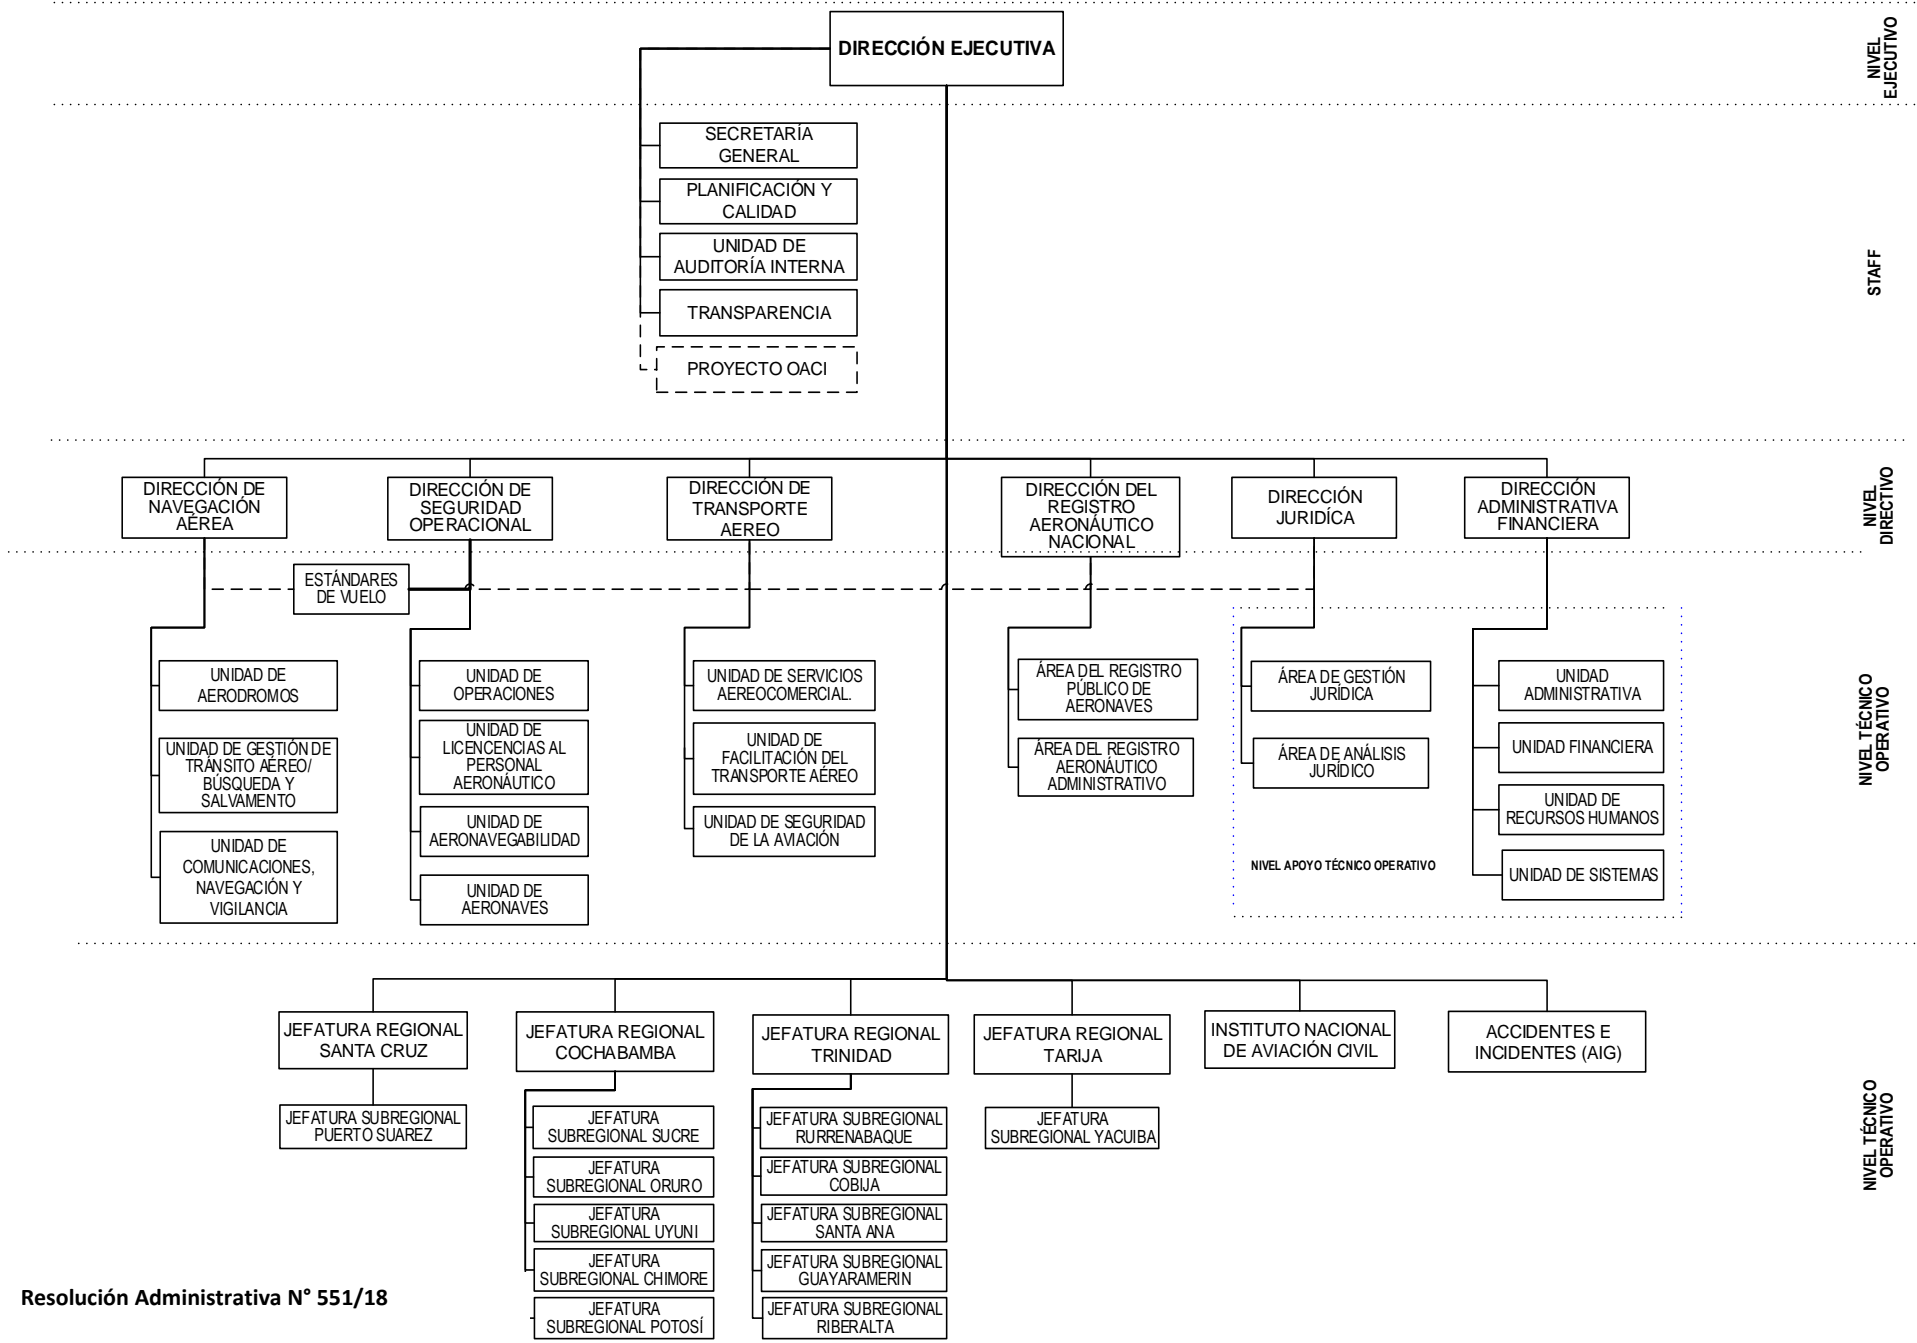 DIRECCIÓN EJECUTIVA
NIVEL
EJECUTIVO
SECRETARÍA
GENERAL
PLANIFICACIÓN Y
CALIDAD
UNIDAD DE
AUDITORÍA INTERNA
TRANSPARENCIA
PROYECTO OACI
STAFF
DIRECCIÓN DE
NAVEGACIÓN
AÉREA
DIRECCIÓN DE
SEGURIDAD
OPERACIONAL
DIRECCIÓN DE
TRANSPORTE
AEREO
DIRECCIÓN DEL
REGISTRO
AERONÁUTICO
NACIONAL
DIRECCIÓN
JURIDÍCA
DIRECCIÓN
ADMINISTRATIVA
FINANCIERA
NIVEL
DIRECTIVO
ESTÁNDARES
DE VUELO
UNIDAD DE
AERODROMOS
UNIDAD DE GESTIÓN DE
TRÁNSITO AÉREO/
BÚSQUEDA Y
SALVAMENTO
UNIDAD DE
COMUNICACIONES,
NAVEGACIÓN Y
VIGILANCIA
UNIDAD DE
OPERACIONES
UNIDAD DE
LICENCENCIAS AL
PERSONAL
AERONÁUTICO
UNIDAD DE
AERONAVEGABILIDAD
UNIDAD DE
AERONAVES
UNIDAD DE SERVICIOS
AEREOCOMERCIAL.
UNIDAD DE
FACILITACIÓN DEL
TRANSPORTE AÉREO
UNIDAD DE SEGURIDAD
DE LA AVIACIÓN
ÁREA DEL REGISTRO
PÚBLICO DE
AERONAVES
ÁREA DEL REGISTRO
AERONÁUTICO
ADMINISTRATIVO
ÁREA DE GESTIÓN
JURÍDICA
ÁREA DE ANÁLISIS
JURÍDICO
NIVEL APOYO TÉCNICO OPERATIVO
UNIDAD
ADMINISTRATIVA
UNIDAD FINANCIERA
UNIDAD DE
RECURSOS HUMANOS
UNIDAD DE SISTEMAS
NIVEL TÉCNICO
OPERATIVO
JEFATURA REGIONAL
SANTA CRUZ
JEFATURA REGIONAL
COCHABAMBA
JEFATURA REGIONAL
TRINIDAD
JEFATURA REGIONAL
TARIJA
INSTITUTO NACIONAL
DE AVIACIÓN CIVIL
ACCIDENTES E
INCIDENTES (AIG)
JEFATURA SUBREGIONAL
PUERTO SUAREZ
JEFATURA
SUBREGIONAL SUCRE
JEFATURA
SUBREGIONAL ORURO
JEFATURA
SUBREGIONAL UYUNI
JEFATURA
SUBREGIONAL CHIMORE
JEFATURA
SUBREGIONAL POTOSÍ
JEFATURA SUBREGIONAL
RURRENABAQUE
JEFATURA SUBREGIONAL
COBIJA
JEFATURA SUBREGIONAL
SANTA ANA
JEFATURA SUBREGIONAL
GUAYARAMERIN
JEFATURA SUBREGIONAL
RIBERALTA
JEFATURA
SUBREGIONAL YACUIBA
NIVEL TÉCNICO
OPERATIVO
Resolución Administrativa N° 551/18